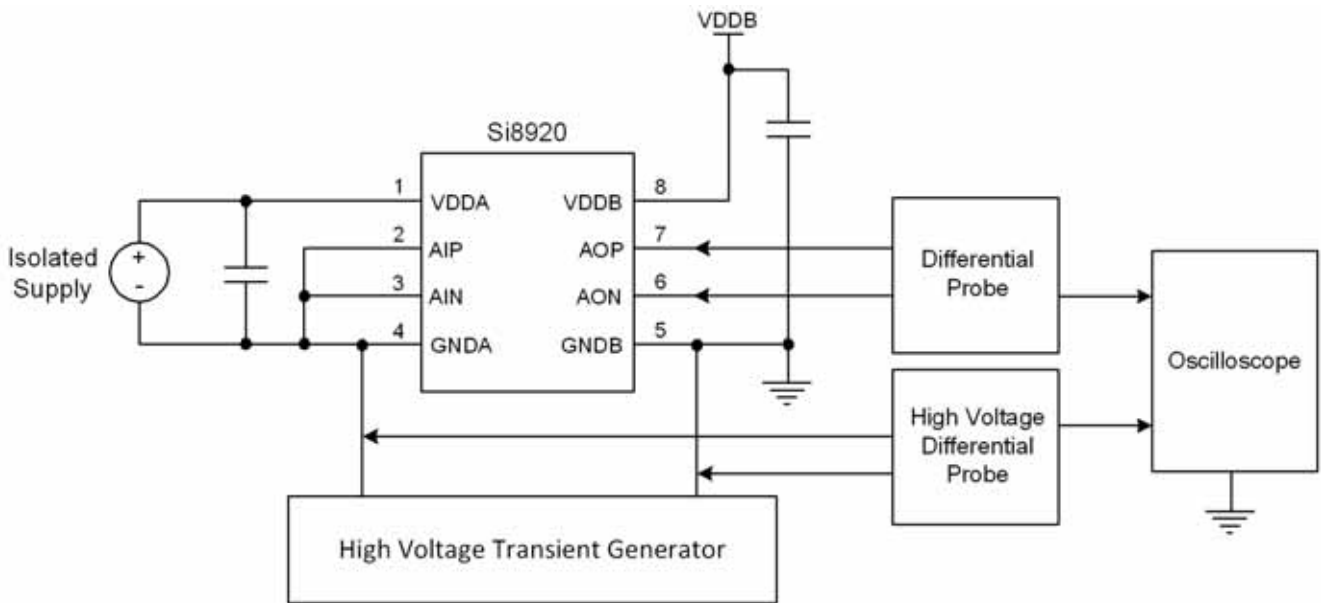 VDDB
Si8920
Isolated
Supply
+
-
1
VDDA
2
AIP
3
AIN
4
GNDA
VDDB
8
AOP
7
AON
6
GNDB
5
Differential
Probe
High Voltage
Differential
Probe
Oscilloscope
High Voltage Transient Generator